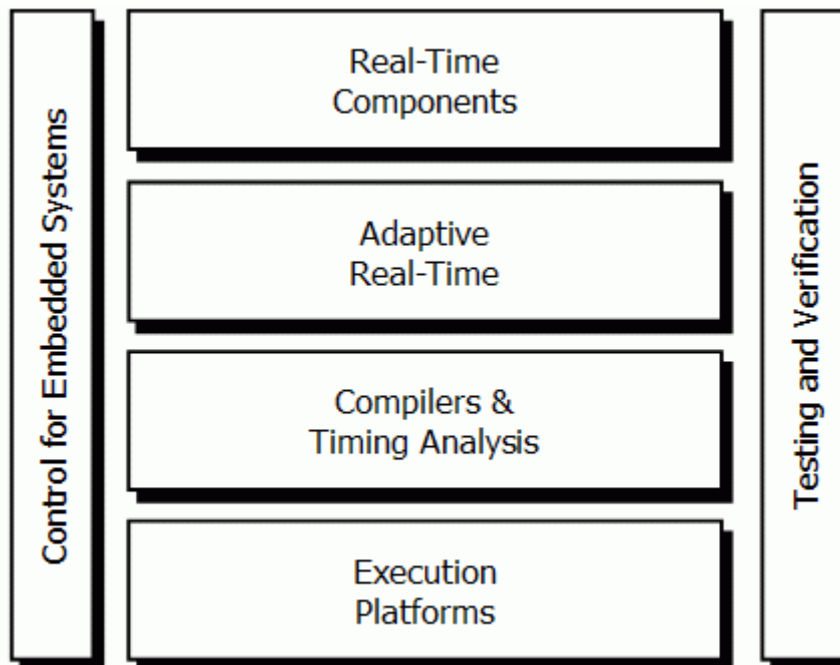 Control for Embedded Systems
Real-Time
Components
Adaptive
Real-Time
Compilers &
Timing Analysis
Execution
Platforms
Testing and Verification